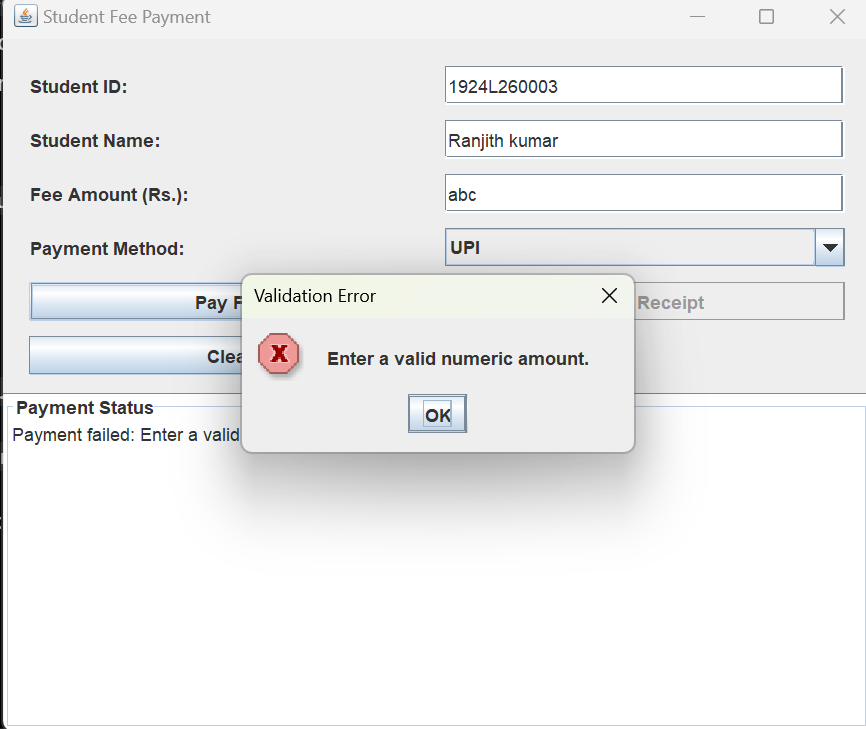 Student Fee Payment
Student ID: 1924L260003
Student Name: Ranjith kumar
Fee Amount (Rs.): abc
Payment Method: UPI
Pay
Receipt
Validation Error
Enter a valid numeric amount.
OK
Payment Status
Payment failed: Enter a valid